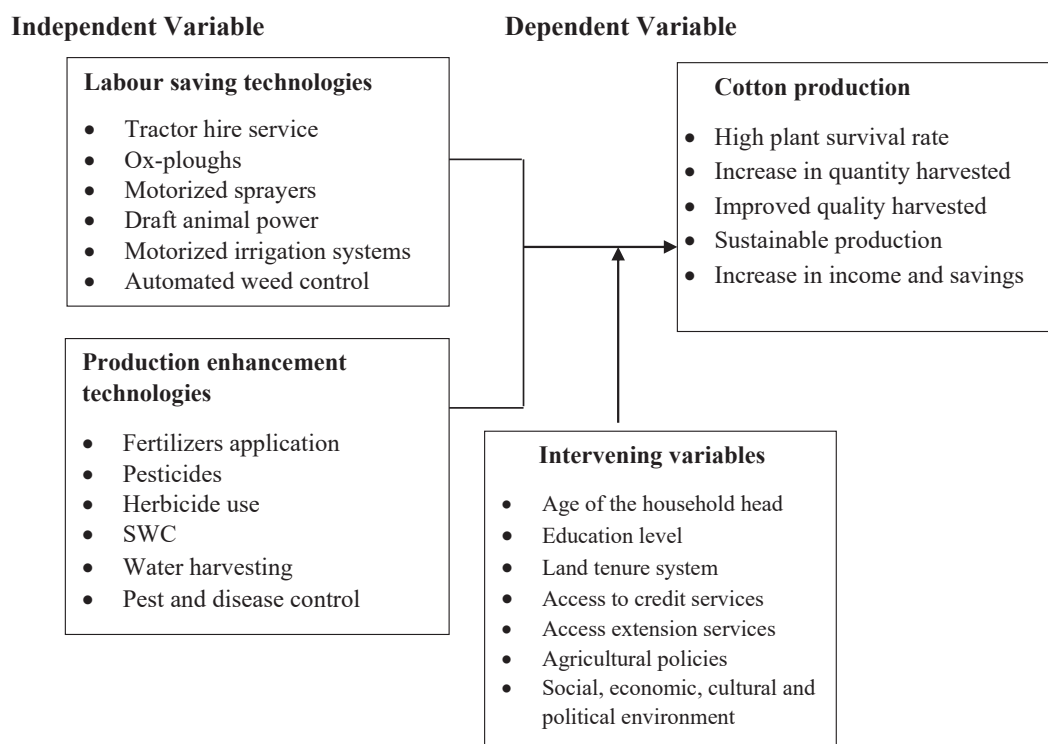 Independent Variable
Dependent Variable
Labour saving technologies
• Tractor hire service
• Ox-ploughs
• Motorized sprayers
• Draft animal power
• Motorized irrigation systems
• Automated weed control
Cotton production
• High plant survival rate
• Increase in quantity harvested
• Improved quality harvested
• Sustainable production
• Increase in income and savings
Production enhancement
technologies
• Fertilizers application
• Pesticides
• Herbicide use
• SWC
• Water harvesting
• Pest and disease control
Intervening variables
• Age of the household head
• Education level
• Land tenure system
• Access to credit services
• Access extension services
• Agricultural policies
• Social, economic, cultural and
political environment